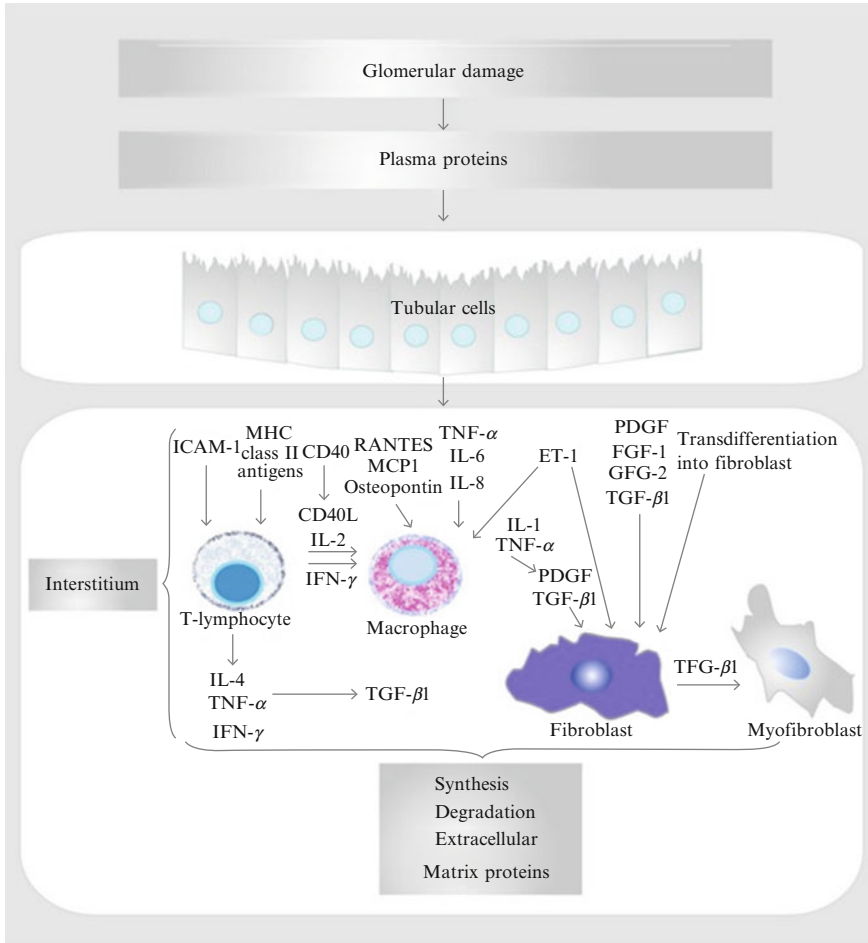 Glomerular damage
Plasma proteins
Tubular cells
ICAM-1
MHC
class II
antigens
CD40
CD40L
RANTES
MCP1
Osteopontin
TNF-α
IL-6
IL-8
ET-1
PDGF
FGF-1
GFG-2
TGF-β1
Transdifferentiation
into fibroblast
IL-2
IFN-γ
IL-1
TNF-α
PDGF
TGF-β1
Interstitium
T-lymphocyte
Macrophage
IL-4
TNF-α
IFN-γ
TGF-β1
Fibroblast
TFG-β1
Myofibroblast
Synthesis
Degradation
Extracellular
Matrix proteins